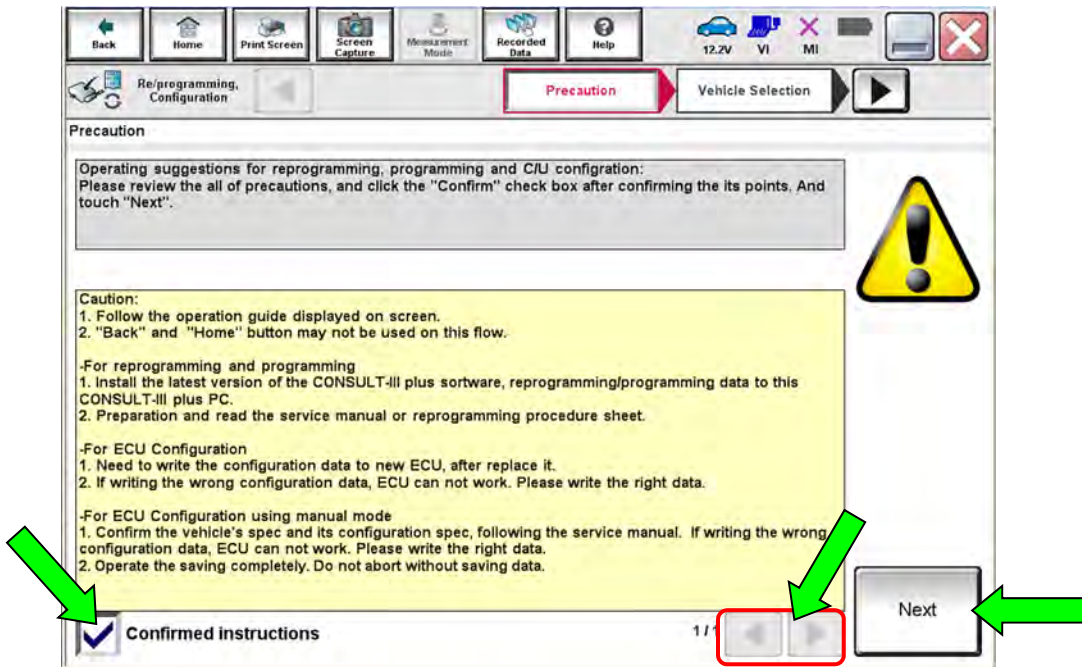 Back
Home
Print Screen
Screen
Capture
Measurement
Mode
Recorded
Data
Help
12.2V
VI
MI
Re/programming,
Configuration
Precaution
Vehicle Selection
Precaution
Operating suggestions for reprogramming, programming and C/U configration:
Please review the all of precautions, and click the "Confirm" check box after confirming the its points. And
touch "Next".
Caution:
1. Follow the operation guide displayed on screen.
2. "Back" and "Home" button may not be used on this flow.
-For reprogramming and programming
1. Install the latest version of the CONSULT-III plus sortware, reprogramming/programming data to this
CONSULT-III plus PC.
2. Preparation and read the service manual or reprogramming procedure sheet.
-For ECU Configuration
1. Need to write the configuration data to new ECU, after replace it.
2. If writing the wrong configuration data, ECU can not work. Please write the right data.
-For ECU Configuration using manual mode
1. Confirm the vehicle's spec and its configuration spec, following the service manual. If writing the wrong
configuration data, ECU can not work. Please write the right data.
2. Operate the saving completely. Do not abort without saving data.
Confirmed instructions
1/1
Next